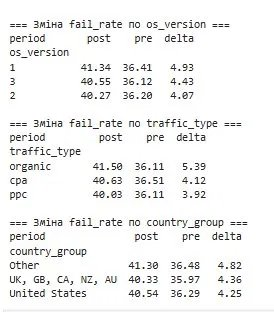 === Зміна fail_rate по os_version ===
period post pre delta
os_version
1 41.34 36.41 4.93
3 40.55 36.12 4.43
2 40.27 36.20 4.07
=== Зміна fail_rate по traffic_type ===
period post pre delta
traffic_type
organic 41.50 36.11 5.39
cpa 40.63 36.51 4.12
ppc 40.03 36.11 3.92
=== Зміна fail_rate по country_group ===
period post pre delta
country_group
Other 41.30 36.48 4.82
UK, GB, CA, NZ, AU 40.33 35.97 4.36
United States 40.54 36.29 4.25